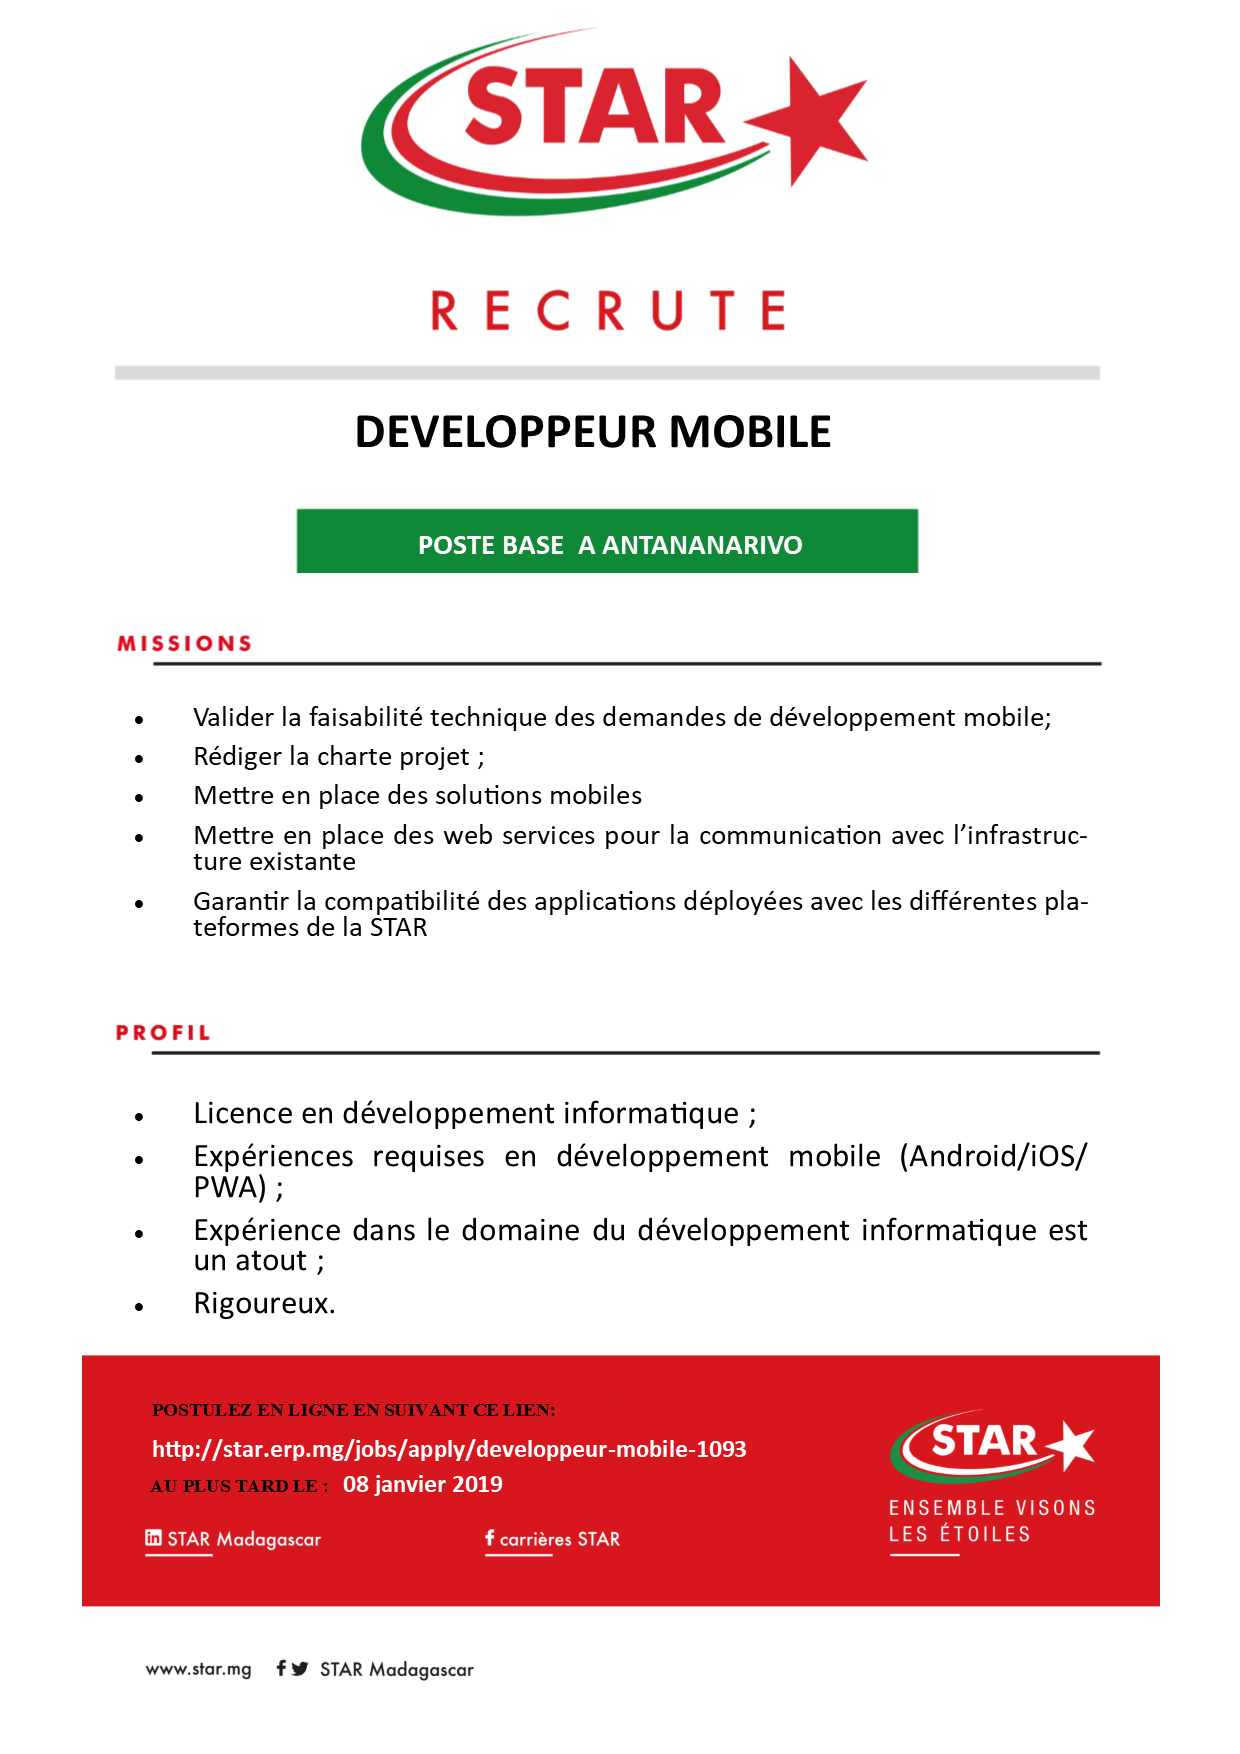 STAR
RECRUTE
DEVELOPPEUR MOBILE
POSTE BASE  A ANTANANARIVO
MISSIONS
• Valider la faisabilité technique des demandes de développement mobile;
• Rédiger la charte projet ;
• Mettre en place des solutions mobiles
• Mettre en place des web services pour la communication avec l’infrastruc-
ture existante
• Garantir la compatibilité des applications déployées avec les différentes pla-
teformes de la STAR
PROFIL
• Licence en développement informatique ;
• Expériences requises en développement mobile (Android/iOS/
PWA) ;
• Expérience dans le domaine du développement informatique est
un atout ;
• Rigoureux.
POSTULEZ EN LIGNE EN SUIVANT CE LIEN:
http://star.erp.mg/jobs/apply/developpeur-mobile-1093
AU PLUS TARD LE : 08 janvier 2019
in STAR Madagascar
f carrières STAR
STAR
ENSEMBLE VISONS
LES ÉTOILES
www.star.mg f STAR Madagascar